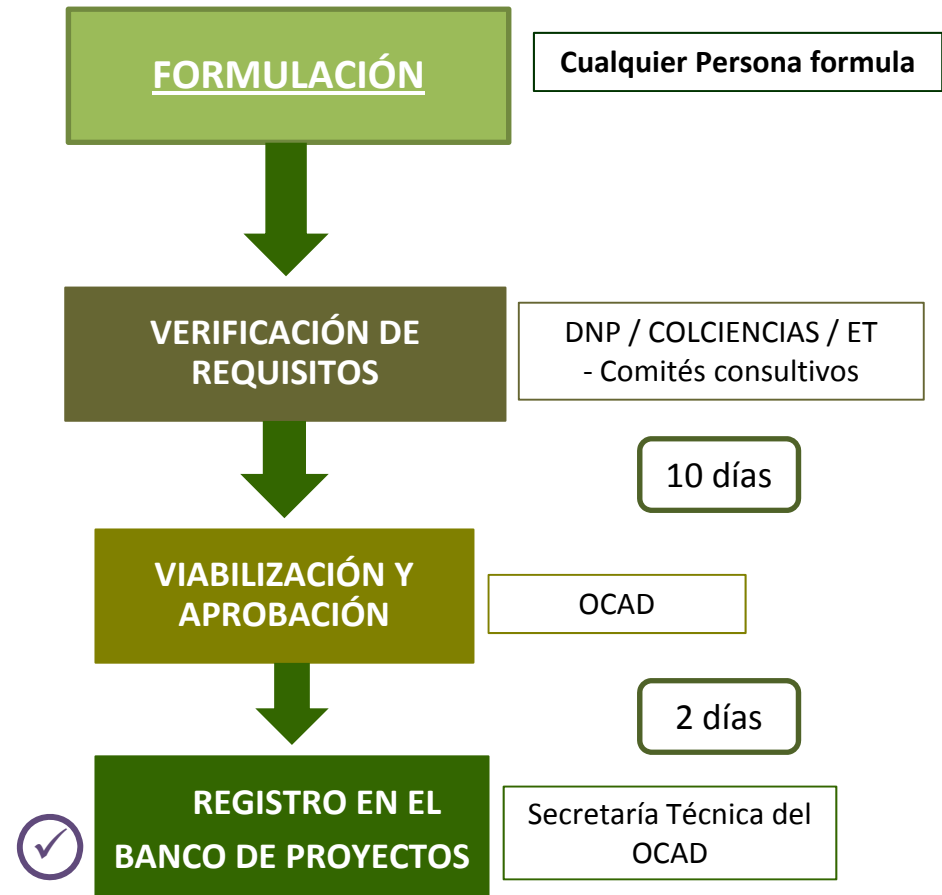 FORMULACIÓN
Cualquier Persona formula
VERIFICACIÓN DE
REQUISITOS
DNP / COLCIENCIAS / ET
- Comités consultivos
10 días
VIABILIZACIÓN Y
APROBACIÓN
OCAD
2 días
REGISTRO EN EL
BANCO DE PROYECTOS
Secretaría Técnica del
OCAD